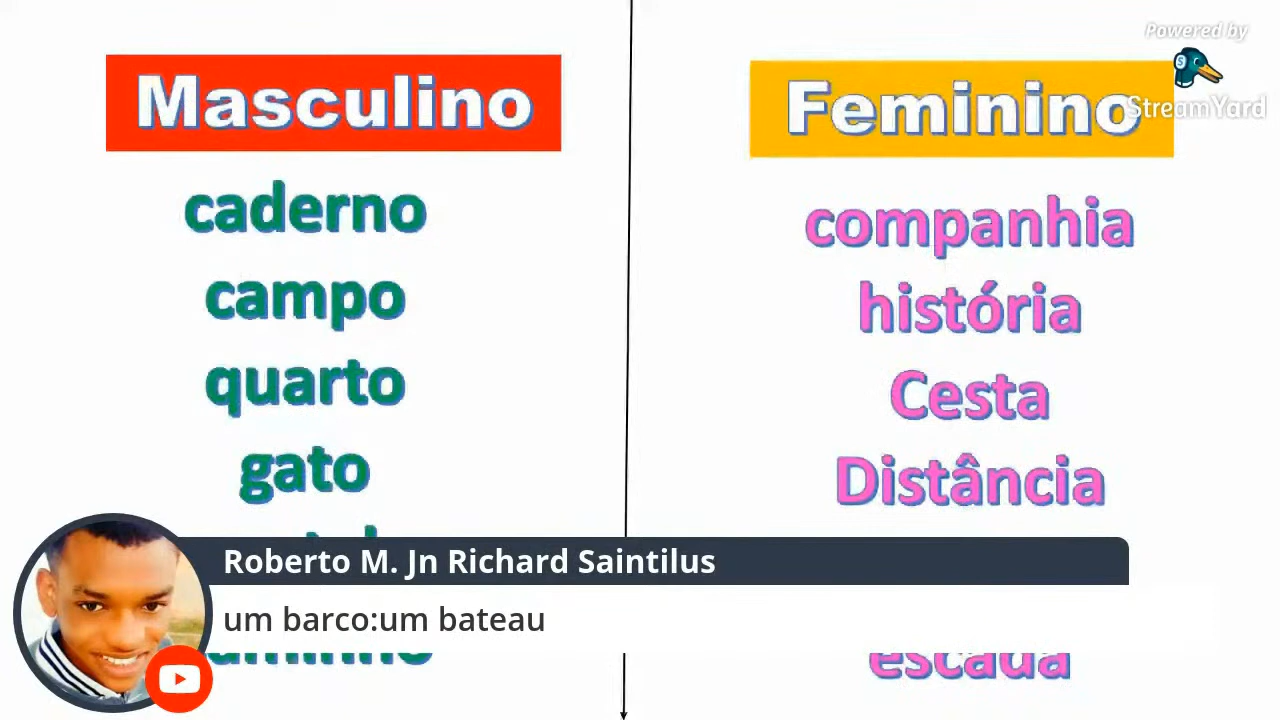 Powered by
StreamYard
Masculino
Feminino
caderno
companhia
campo
história
quarto
Cesta
gato
Distância
Roberto M. Jn Richard Saintilus
um barco:um bateau
escada